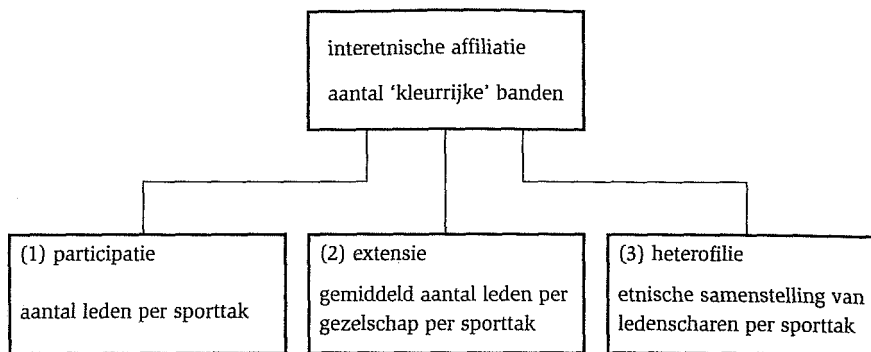 interetnische affiliatie
aantal ‘kleurrijke’ banden
(1) participatie
aantal leden per sporttak
(2) extensie
gemiddeld aantal leden per
gezelschap per sporttak
(3) heterofilie
etnische samenstelling van
ledenscharen per sporttak